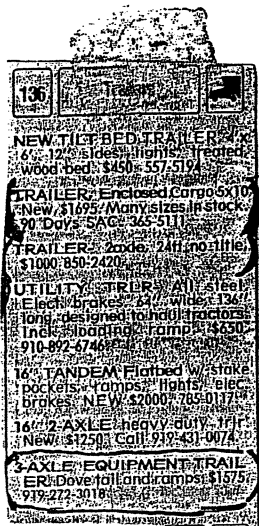 136
Trailers
NEW TILT BED TRAILER, x
16' 12" sides, lights, treated
wood bed. $450. 557-5194
TRAILER- Enclosed Cargo 5x10
New, $1695. Many sizes in stock
90 Days SAC. 365-5111
TRAILER- 2axle, 24ft, no title,
$1000 850-2420
UTILITY TRLR All steel
Elect brakes 64" wide, 136"
long, designed to haul tractors
Incl. loading ramp. $650
910-892-6746
16' TANDEM Flatbed w/ stake
pockets, ramps, lights, elec
brakes. NEW $2000. 785-0117
16' 2-AXLE heavy duty trlr
New $1250. Call 919-431-0074
3-AXLE EQUIPMENT TRAIL
ER. Dove tail and ramps $1575
919-272-3018